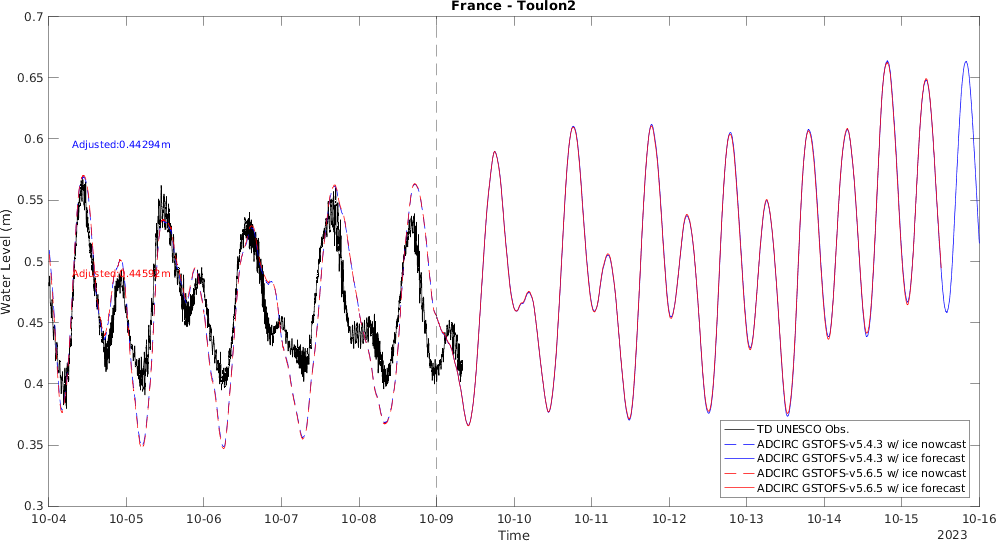 France - Toulon2
0.7
0.65
0.6
0.55
0.5
0.45
0.4
0.35
0.3
Water Level (m)
Adjusted:0.44294m
Adjusted:0.44592m
TD UNESCO Obs.
ADCIRC GSTOFS-v5.4.3 w/ ice nowcast
ADCIRC GSTOFS-v5.4.3 w/ ice forecast
ADCIRC GSTOFS-v5.6.5 w/ ice nowcast
ADCIRC GSTOFS-v5.6.5 w/ ice forecast
10-04 10-05 10-06 10-07 10-08 10-09 10-10 10-11 10-12 10-13 10-14 10-15 10-16
Time
2023